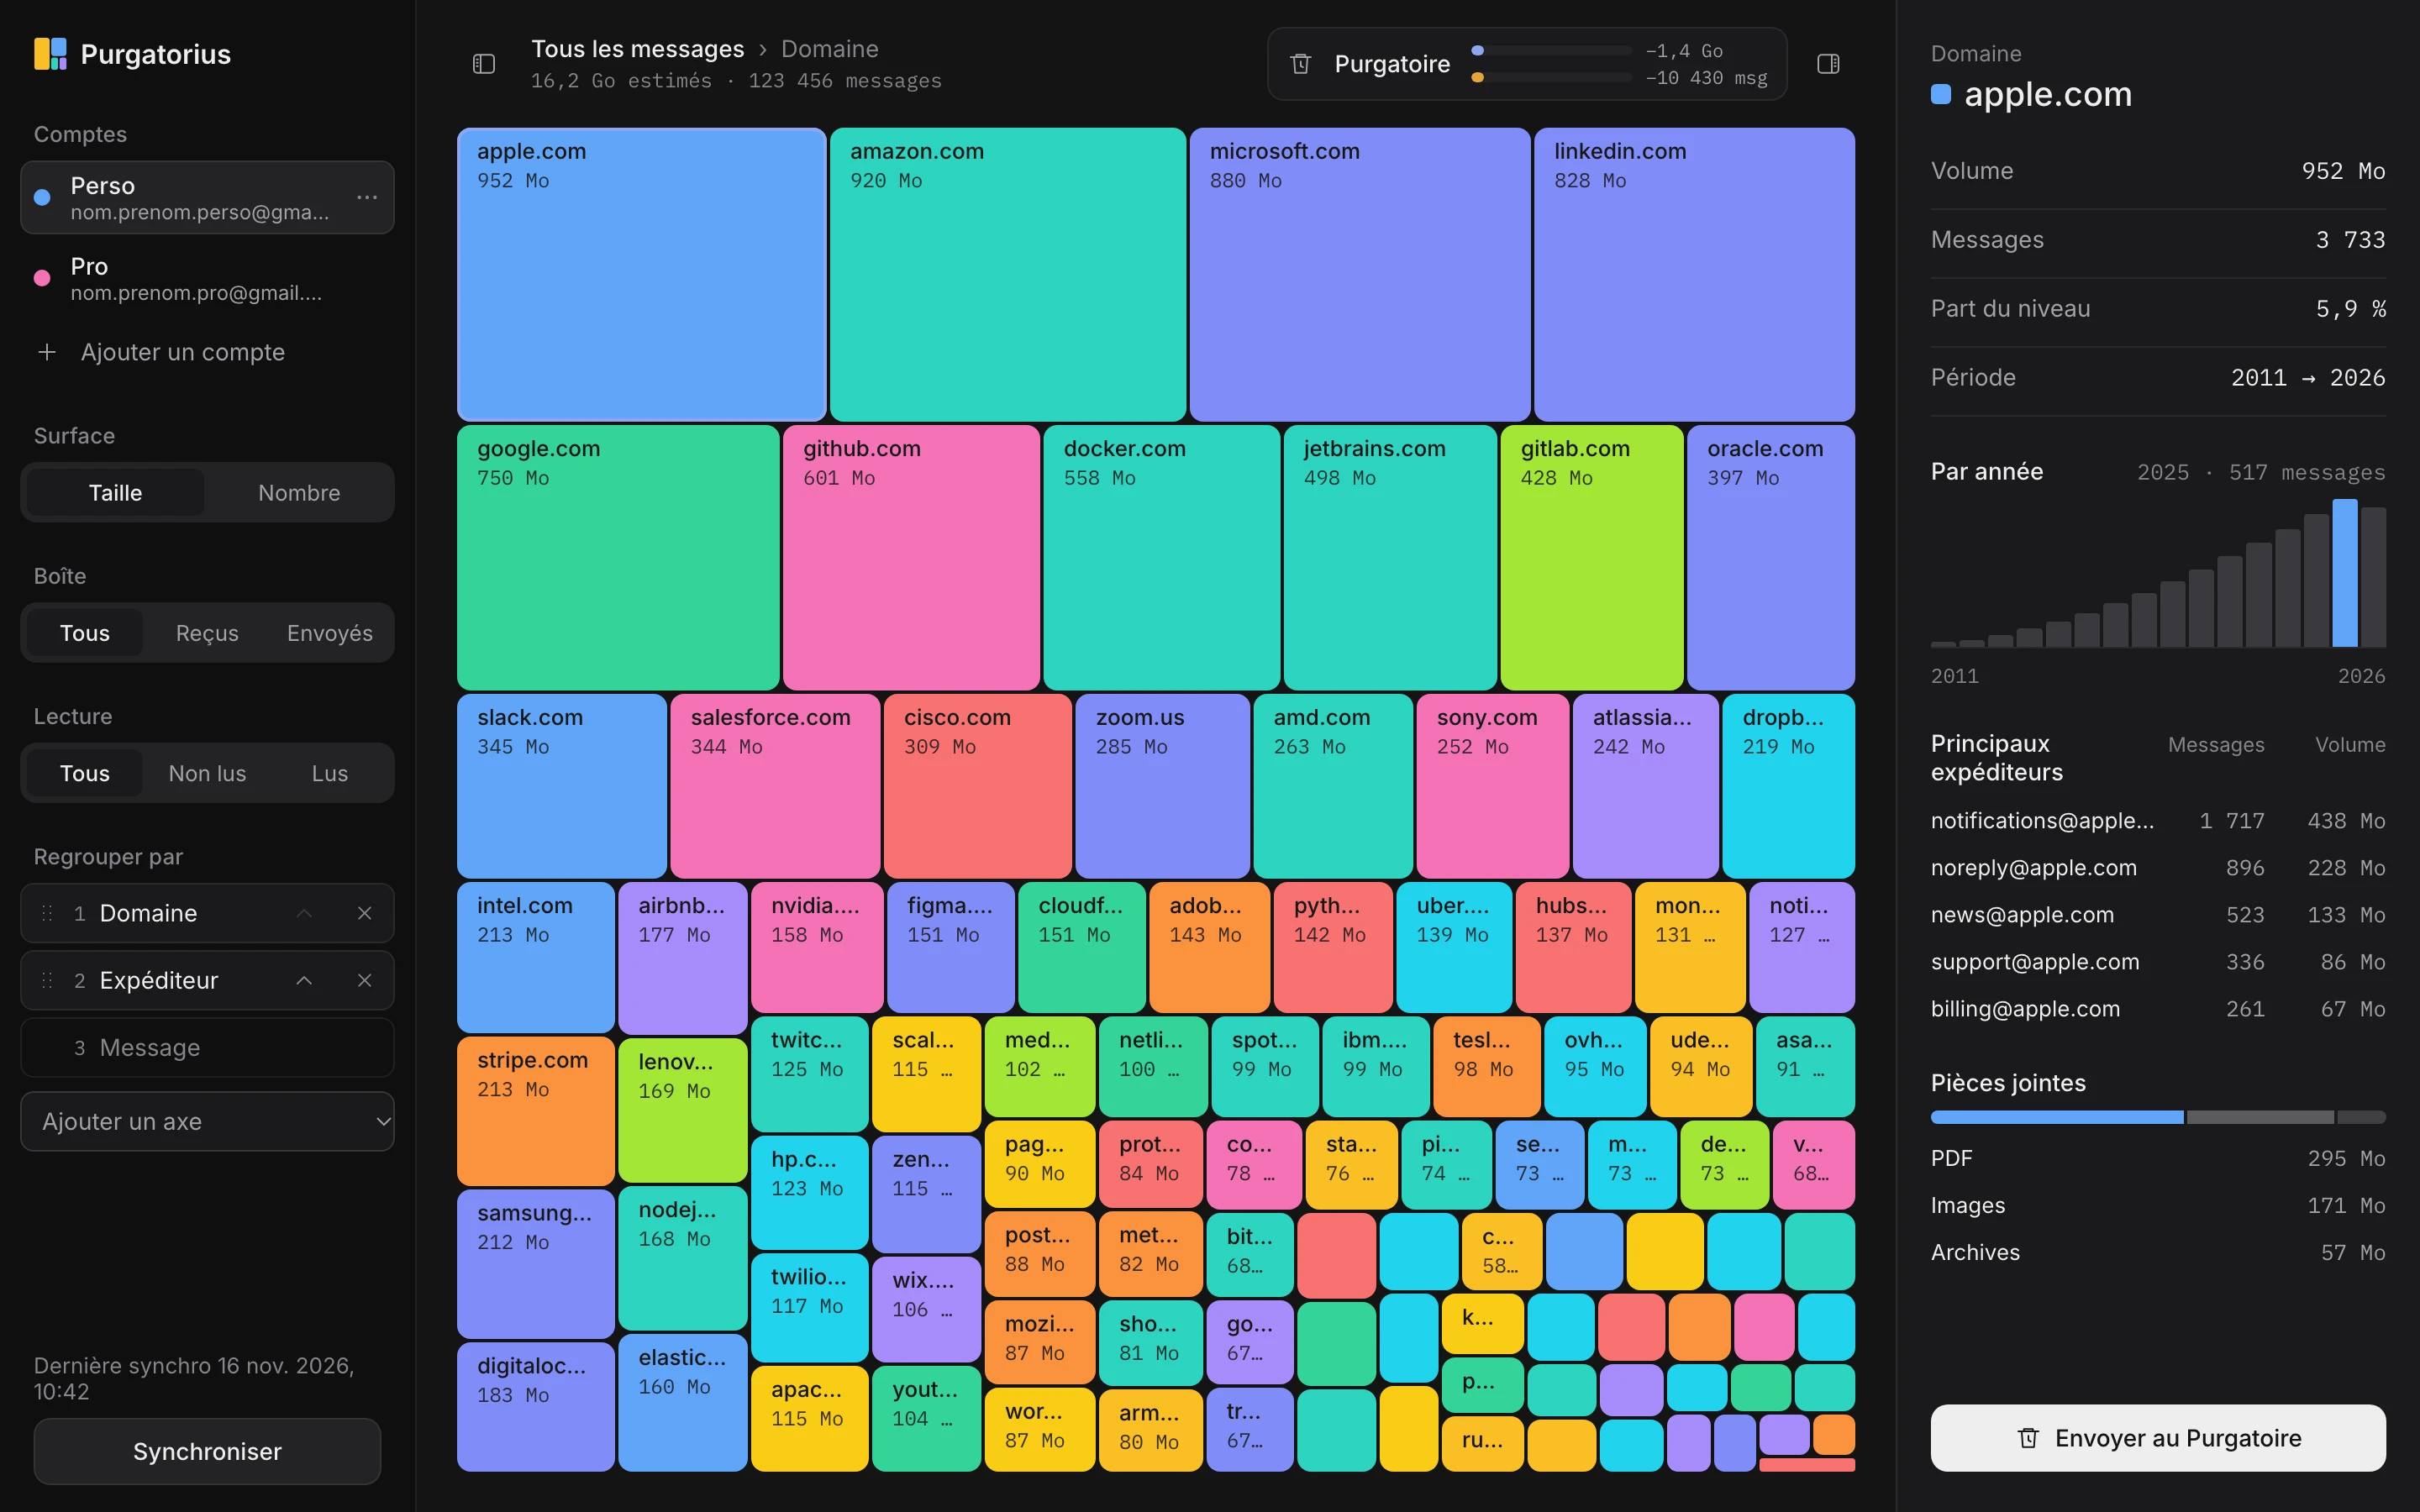 Purgatorius
Comptes
Perso
nom.prenom.perso@gma...
Pro
nom.prenom.pro@gmail....
Ajouter un compte
Surface
Taille Nombre
Boîte
Tous Reçus Envoyés
Lecture
Tous Non lus Lus
Regrouper par
1 Domaine
2 Expéditeur
3 Message
Ajouter un axe
Dernière synchro 16 nov. 2026,
10:42
Synchroniser
Tous les messages › Domaine
16,2 Go estimés · 123 456 messages
Purgatoire
−1,4 Go
−10 430 msg
apple.com
952 Mo
amazon.com
920 Mo
microsoft.com
880 Mo
linkedin.com
828 Mo
google.com
750 Mo
github.com
601 Mo
docker.com
558 Mo
jetbrains.com
498 Mo
gitlab.com
428 Mo
oracle.com
397 Mo
slack.com
345 Mo
salesforce.com
344 Mo
cisco.com
309 Mo
zoom.us
285 Mo
amd.com
263 Mo
sony.com
252 Mo
atlassia...
242 Mo
dropb...
219 Mo
intel.com
213 Mo
airbnb...
177 Mo
nvidia....
158 Mo
figma....
151 Mo
cloudf...
151 Mo
adob...
143 Mo
pyth...
142 Mo
uber....
139 Mo
hubs...
137 Mo
mon...
131 …
noti...
127 …
stripe.com
213 Mo
lenov...
169 Mo
twitc...
125 Mo
scal...
115 …
med...
102 …
netli...
100 …
spot...
99 Mo
ibm....
99 Mo
tesl...
98 Mo
ovh...
95 Mo
ude...
94 Mo
asa...
91 …
hp.c...
123 Mo
zen...
115 …
pag...
90 Mo
prot...
84 Mo
co...
78 …
sta...
76 …
pi...
74 …
se...
73 …
m...
73 …
de...
73 …
v...
68…
samsung...
212 Mo
nodej...
168 Mo
twilio...
117 Mo
wix....
106 …
post...
88 Mo
met...
82 Mo
bit...
68…
c...
58…
mozi...
87 Mo
sho...
81 Mo
go...
67…
k...
digitaloc...
183 Mo
elastic...
160 Mo
apac...
115 Mo
yout...
104 …
wor...
87 Mo
arm...
80 Mo
tr...
67…
p...
ru...
Domaine
apple.com
Volume 952 Mo
Messages 3 733
Part du niveau 5,9 %
Période 2011 → 2026
Par année 2025 · 517 messages
2011 2026
Principaux Messages Volume
expéditeurs
notifications@apple... 1 717 438 Mo
noreply@apple.com 896 228 Mo
news@apple.com 523 133 Mo
support@apple.com 336 86 Mo
billing@apple.com 261 67 Mo
Pièces jointes
PDF 295 Mo
Images 171 Mo
Archives 57 Mo
Envoyer au Purgatoire